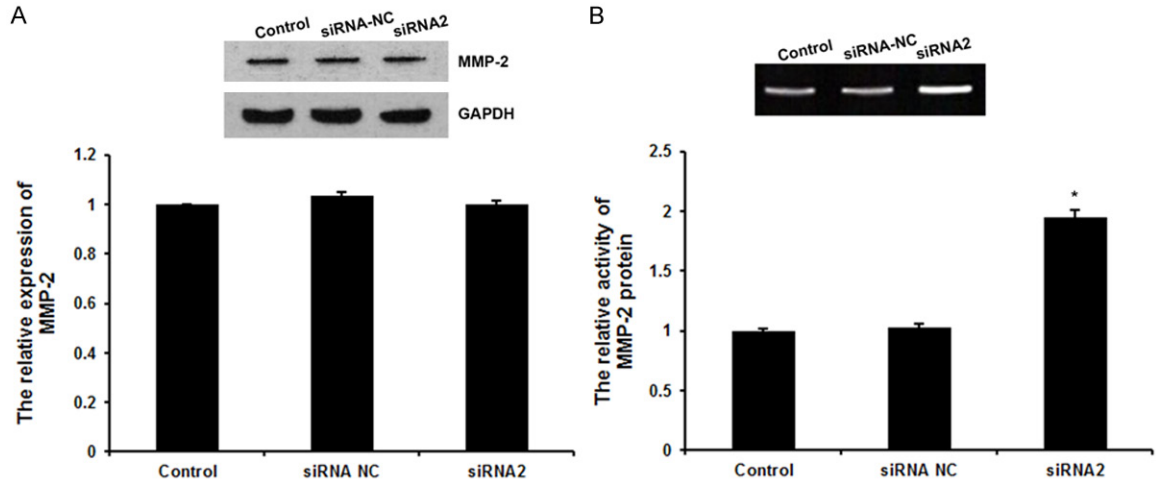 A
Control siRNA-NC siRNA2
MMP-2
GAPDH
The relative expression of
MMP-2
1.2
1
0.8
0.6
0.4
0.2
0
Control siRNA NC siRNA2
B
Control siRNA-NC siRNA2
The relative activity of
MMP-2 protein
2.5
2
1.5
1
0.5
0
*
Control siRNA NC siRNA2